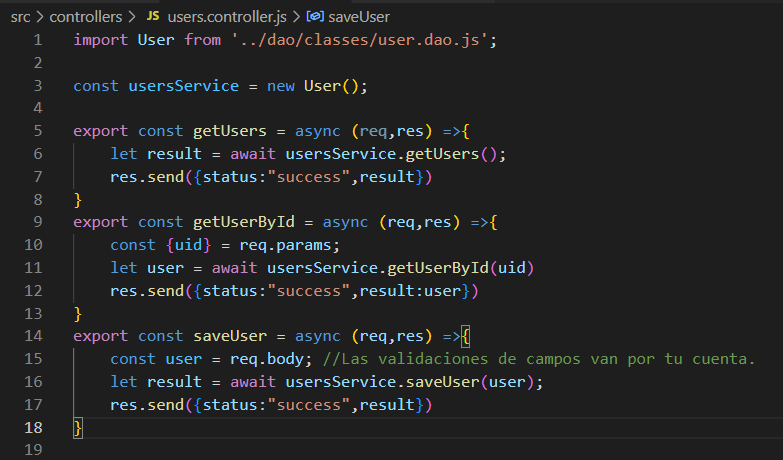 src > controllers > JS users.controller.js > saveUser
1 import User from '../dao/classes/user.dao.js';
2
3 const usersService = new User();
4
5 export const getUsers = async (req,res) =>{
6     let result = await usersService.getUsers();
7     res.send({status:"success",result})
8 }
9 export const getUserById = async (req,res) =>{
10     const {uid} = req.params;
11     let user = await usersService.getUserById(uid)
12     res.send({status:"success",result:user})
13 }
14 export const saveUser = async (req,res) =>{
15     const user = req.body; //Las validaciones de campos van por tu cuenta.
16     let result = await usersService.saveUser(user);
17     res.send({status:"success",result})
18 }
19